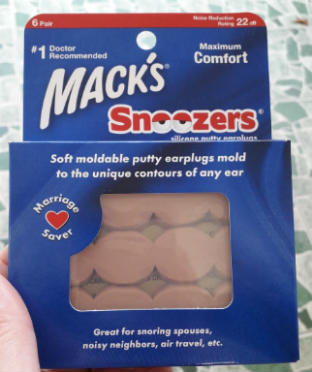 6 Pair
Noise Reduction
Rating 22 dB
#1 Doctor
Recommended
Maximum
Comfort
MACK'S
Snoozers®
silicone putty earplugs
Soft moldable putty earplugs mold
to the unique contours of any ear
Marriage
Saver
Great for snoring spouses,
noisy neighbors, air travel, etc.